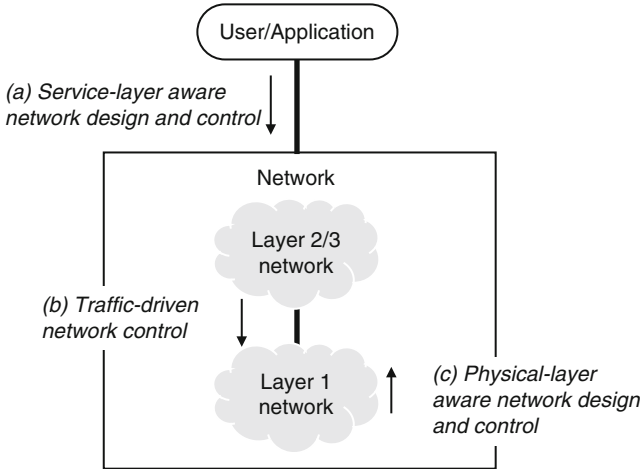 User/Application
(a) Service-layer aware
network design and control
Network
Layer 2/3
network
(b) Traffic-driven
network control
Layer 1
network
(c) Physical-layer
aware network design
and control